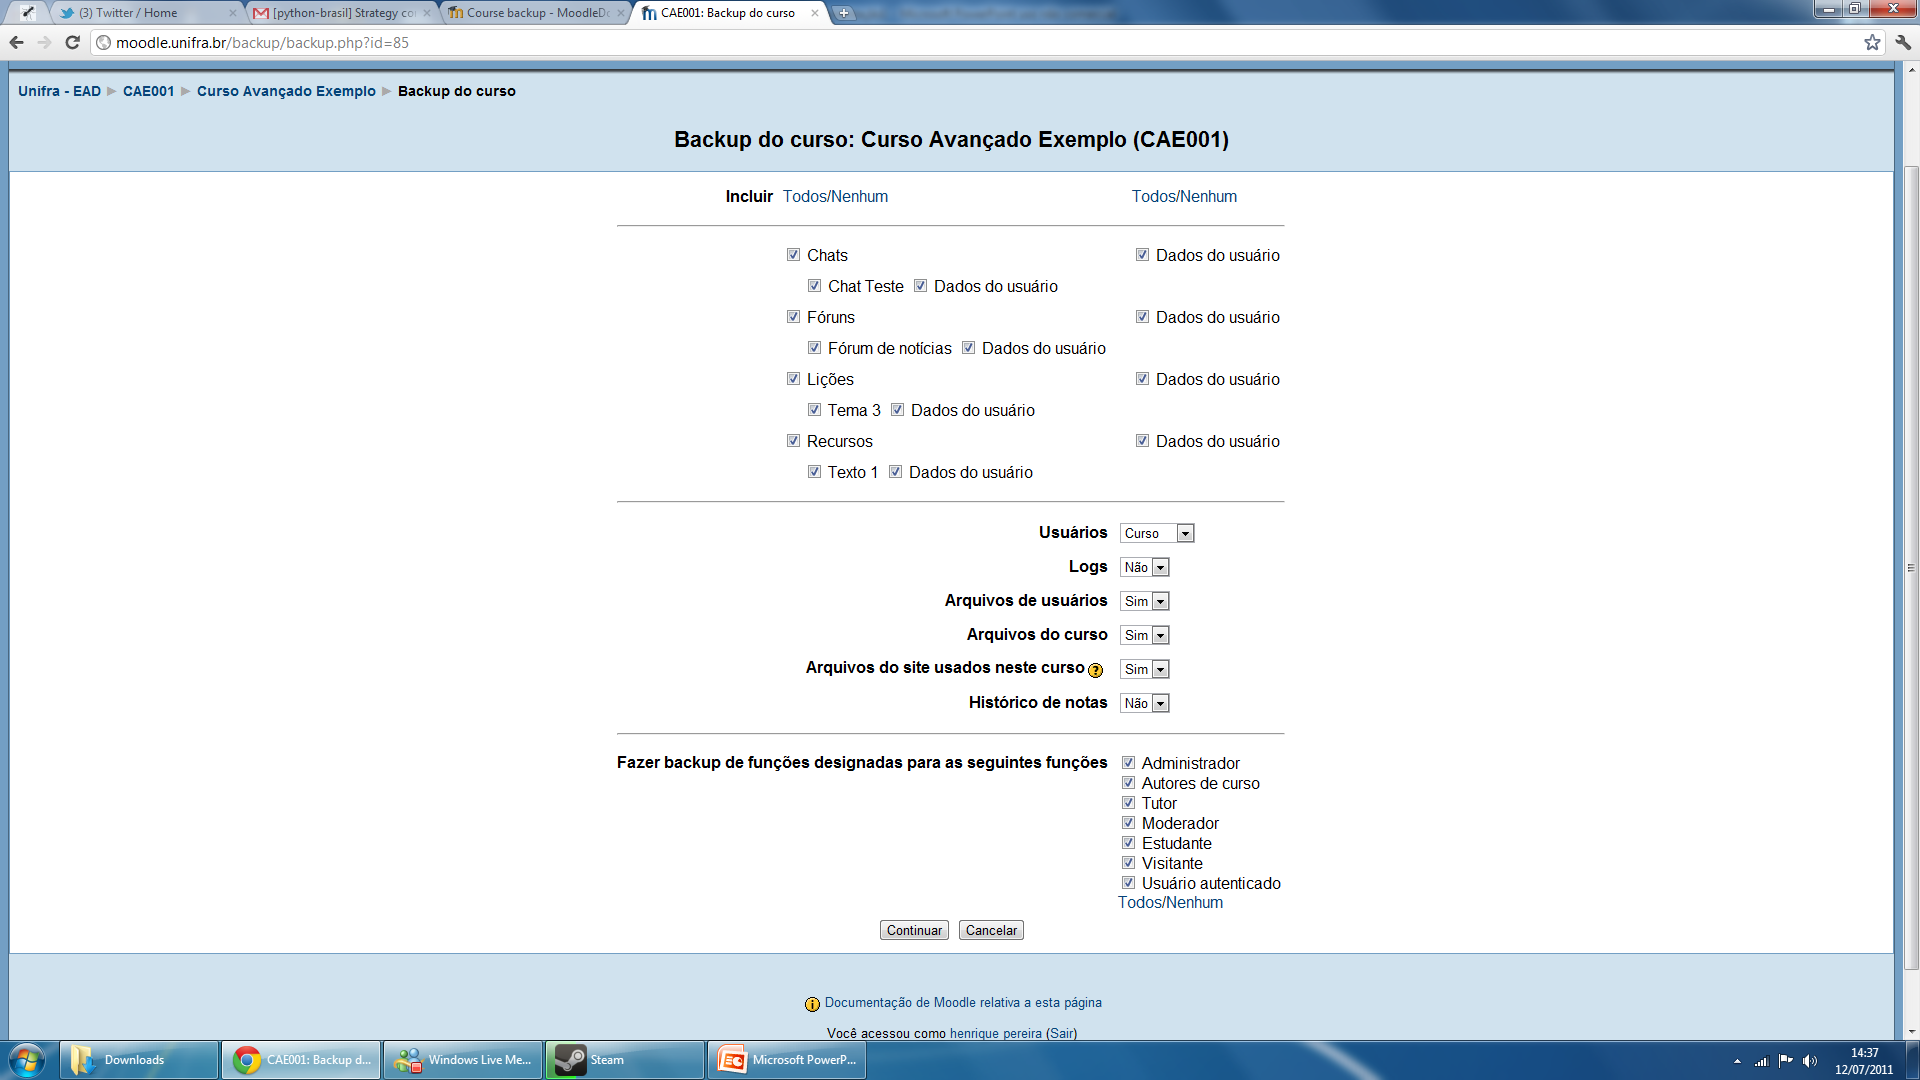 (3) Twitter / Home
[python-brasil] Strategy co
Course backup - MoodleDo
CAE001: Backup do curso
moodle.unifra.br/backup/backup.php?id=85
Unifra - EAD ► CAE001 ► Curso Avançado Exemplo ► Backup do curso
Backup do curso: Curso Avançado Exemplo (CAE001)
Incluir Todos/Nenhum Todos/Nenhum
Chats Dados do usuário
Chat Teste Dados do usuário
Fóruns Dados do usuário
Fórum de notícias Dados do usuário
Lições Dados do usuário
Tema 3 Dados do usuário
Recursos Dados do usuário
Texto 1 Dados do usuário
Usuários Curso
Logs Não
Arquivos de usuários Sim
Arquivos do curso Sim
Arquivos do site usados neste curso ? Sim
Histórico de notas Não
Fazer backup de funções designadas para as seguintes funções Administrador
Autores de curso
Tutor
Moderador
Estudante
Visitante
Usuário autenticado
Todos/Nenhum
Continuar Cancelar
Documentação de Moodle relativa a esta página
Você acessou como henrique pereira (Sair)
Downloads
CAE001: Backup d...
Windows Live Me...
Steam
Microsoft PowerP...
14:37
12/07/2011